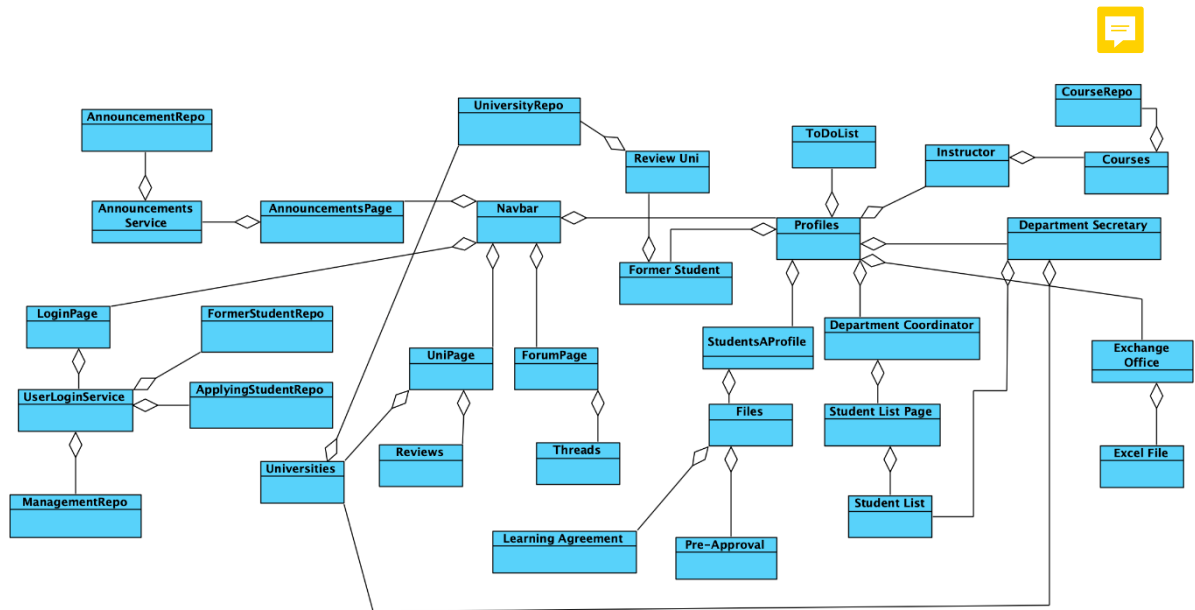 UniversityRepo
CourseRepo
AnnouncementRepo
ToDoList
Instructor
Review Uni
Courses
Announcements
Service
AnnouncementsPage
Navbar
Profiles
Department Secretary
Former Student
LoginPage
FormerStudentRepo
UniPage
ForumPage
StudentsAProfile
Department Coordinator
Exchange
Office
UserLoginService
ApplyingStudentRepo
Files
Student List Page
Reviews
Threads
Excel File
Universities
ManagementRepo
Student List
Learning Agreement
Pre-Approval